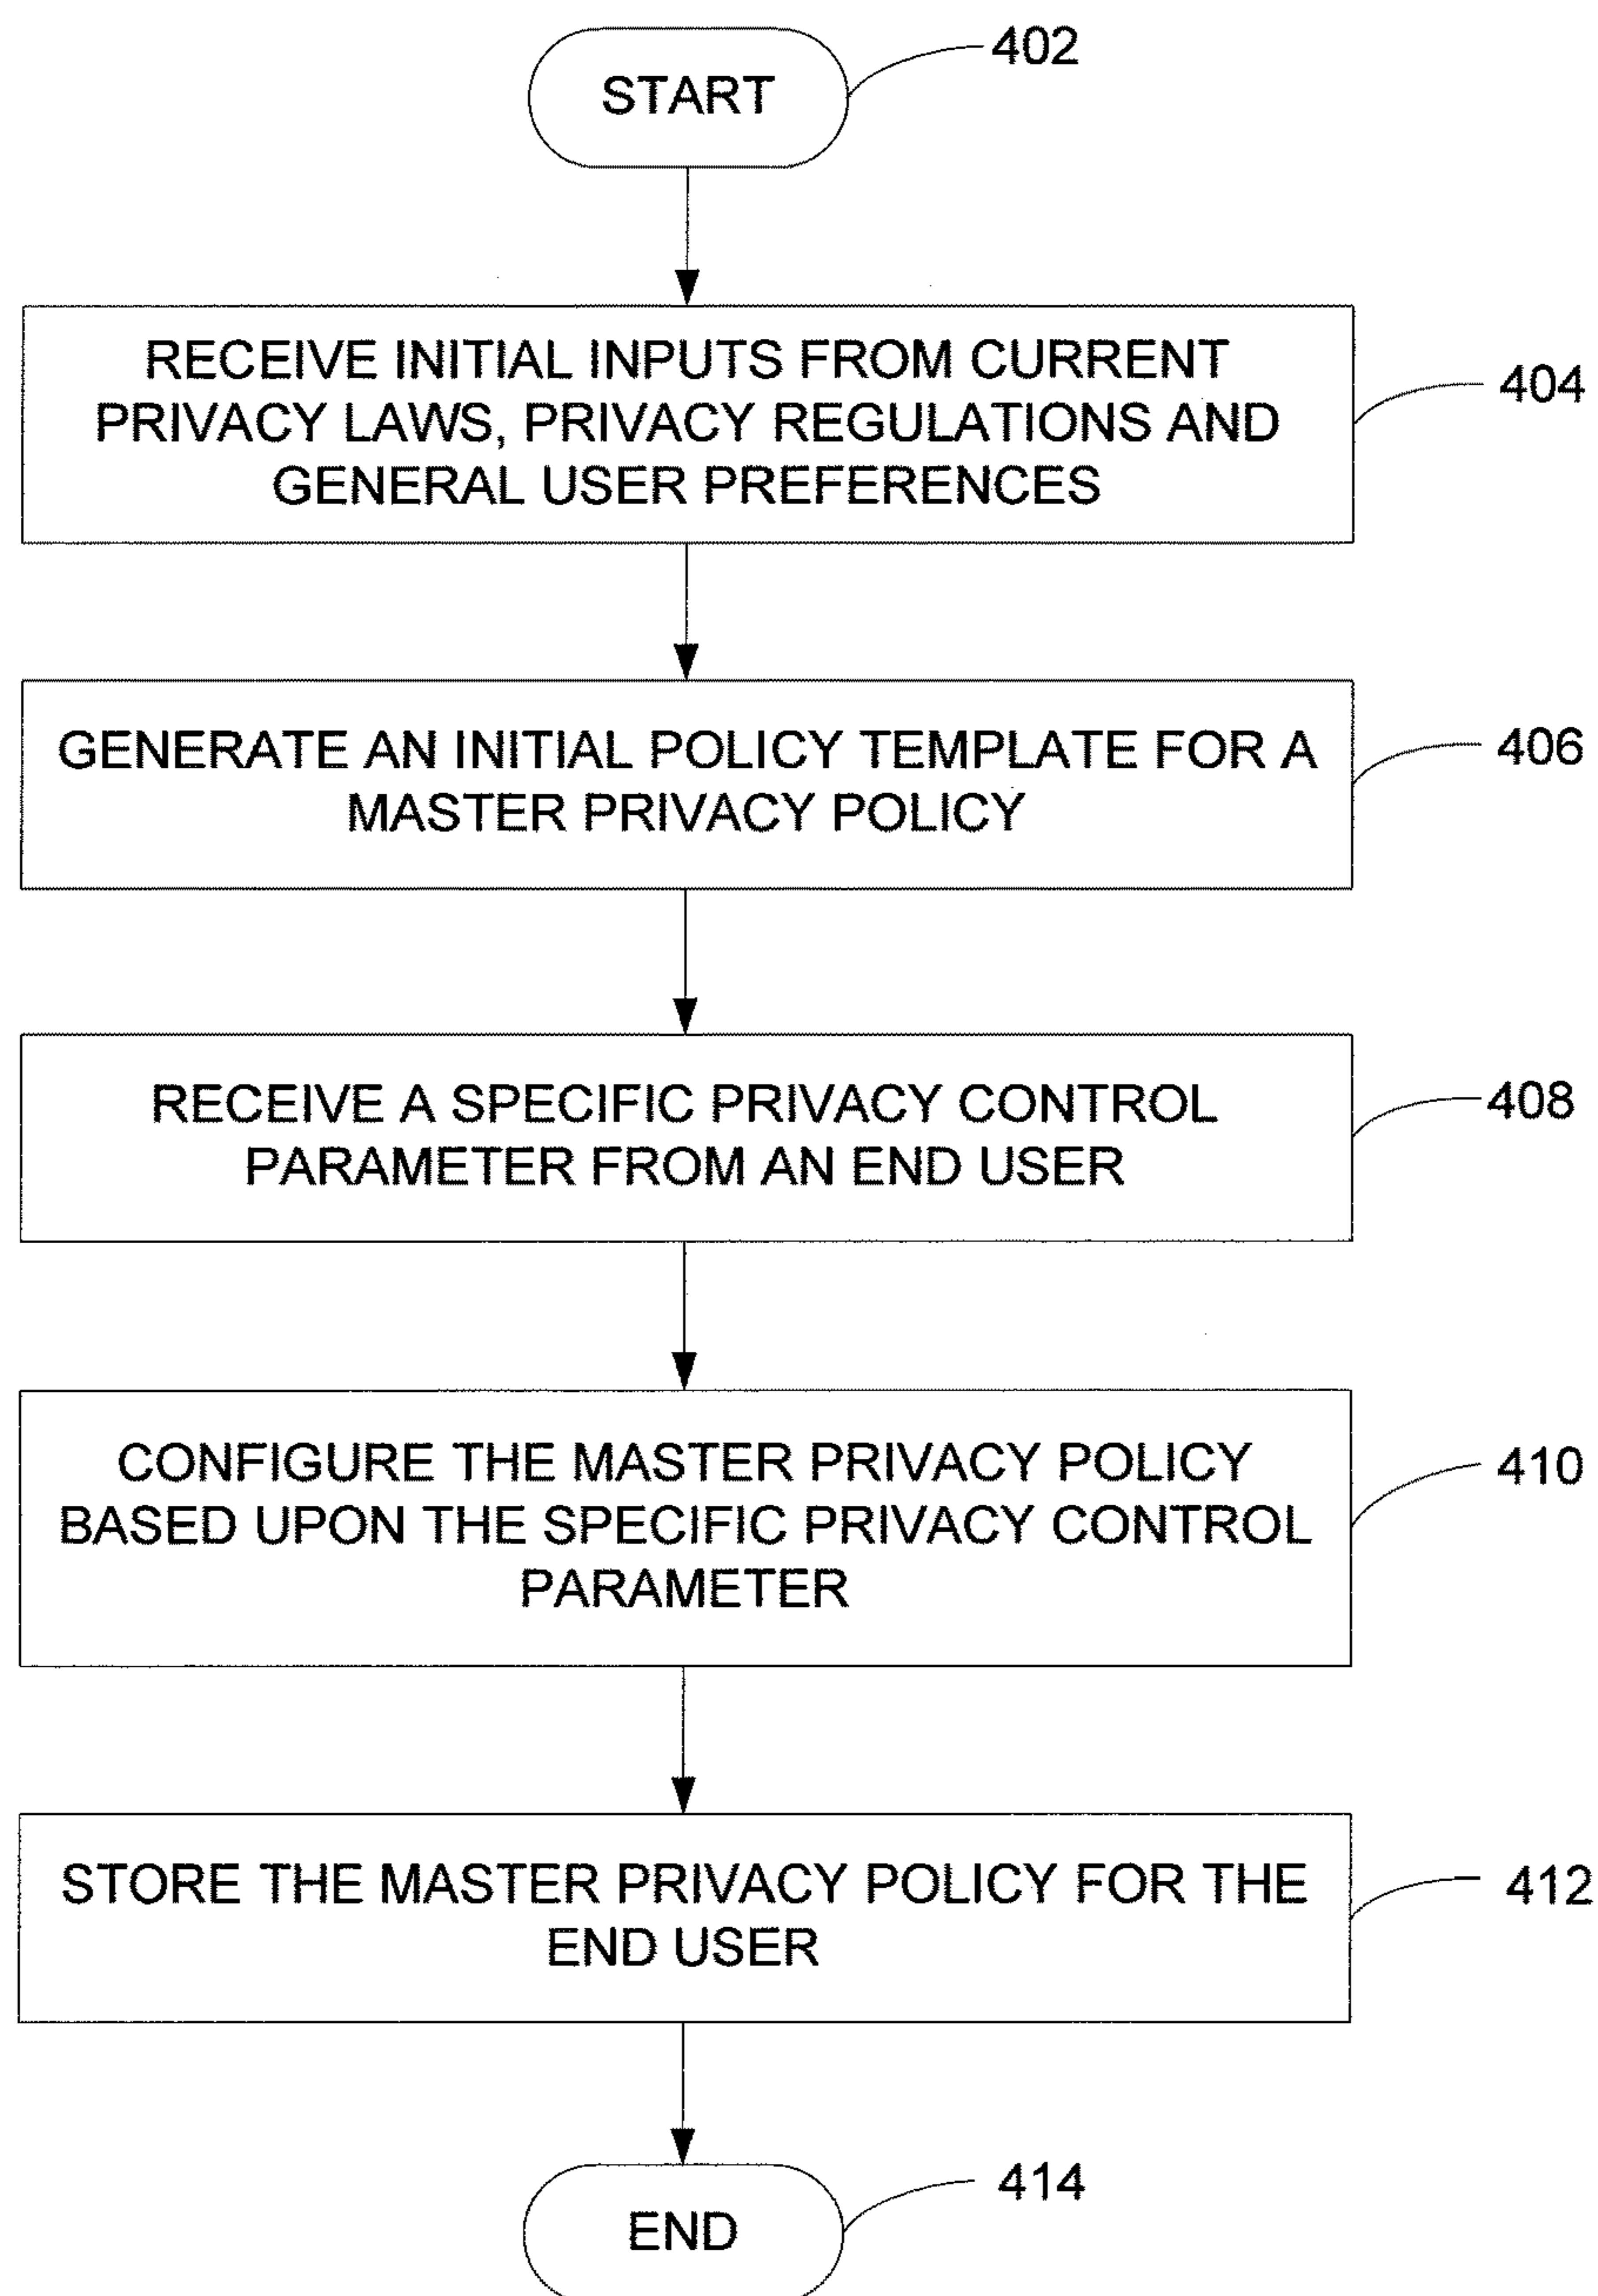 START
402
RECEIVE INITIAL INPUTS FROM CURRENT
PRIVACY LAWS, PRIVACY REGULATIONS AND
GENERAL USER PREFERENCES
404
GENERATE AN INITIAL POLICY TEMPLATE FOR A
MASTER PRIVACY POLICY
406
RECEIVE A SPECIFIC PRIVACY CONTROL
PARAMETER FROM AN END USER
408
CONFIGURE THE MASTER PRIVACY POLICY
BASED UPON THE SPECIFIC PRIVACY CONTROL
PARAMETER
410
STORE THE MASTER PRIVACY POLICY FOR THE
END USER
412
END
414